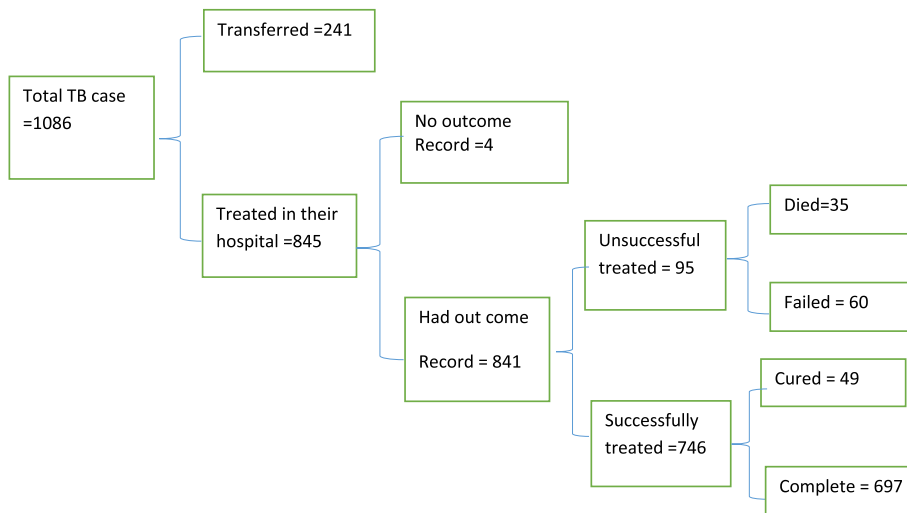 Transferred =241
Total TB case
=1086
No outcome
Record =4
Treated in their
hospital =845
Died=35
Unsuccessful
treated = 95
Failed = 60
Had out come
Record = 841
Cured = 49
Successfully
treated =746
Complete = 697